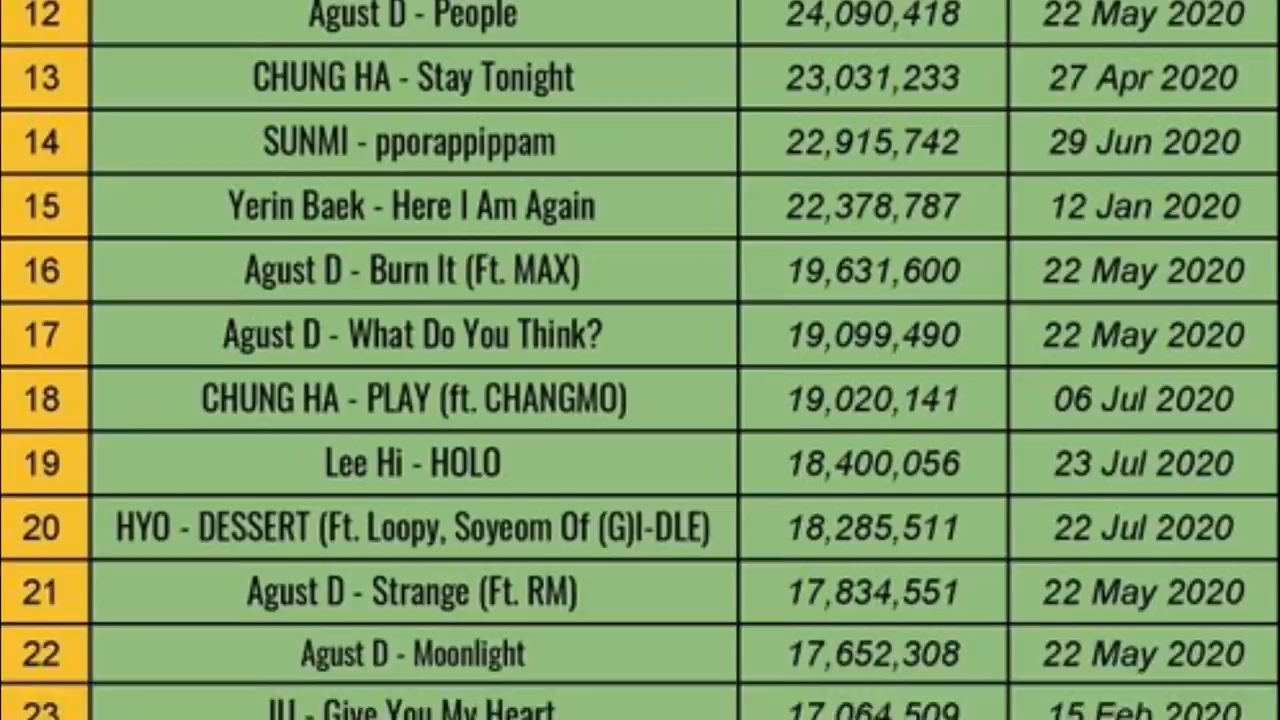 12 Agust D - People 24,090,418 22 May 2020
13 CHUNG HA - Stay Tonight 23,031,233 27 Apr 2020
14 SUNMI - pporappippam 22,915,742 29 Jun 2020
15 Yerin Baek - Here I Am Again 22,378,787 12 Jan 2020
16 Agust D - Burn It (Ft. MAX) 19,631,600 22 May 2020
17 Agust D - What Do You Think? 19,099,490 22 May 2020
18 CHUNG HA - PLAY (ft. CHANGMO) 19,020,141 06 Jul 2020
19 Lee Hi - HOLO 18,400,056 23 Jul 2020
20 HYO - DESSERT (Ft. Loopy, Soyeom Of (G)I-DLE) 18,285,511 22 Jul 2020
21 Agust D - Strange (Ft. RM) 17,834,551 22 May 2020
22 Agust D - Moonlight 17,652,308 22 May 2020
23 IU - Give You My Heart 17,064,509 15 Feb 2020